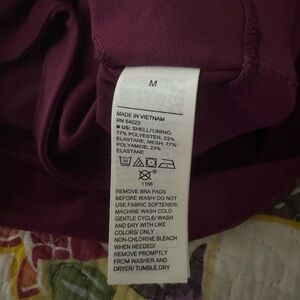 M
MADE IN VIETNAM
RN 54023
■ US: SHELL/LINING:
77% POLYESTER, 23%
ELASTANE, MESH: 77%
POLYAMIDE, 23%
ELASTANE
1166
REMOVE BRA PADS
BEFORE WASH/ DO NOT
USE FABRIC SOFTENER/
MACHINE WASH COLD
GENTLE CYCLE/ WASH
AND DRY WITH LIKE
COLORS/ ONLY
NON-CHLORINE BLEACH
WHEN NEEDED/
REMOVE PROMPTLY
FROM WASHER AND
DRYER/ TUMBLE DRY